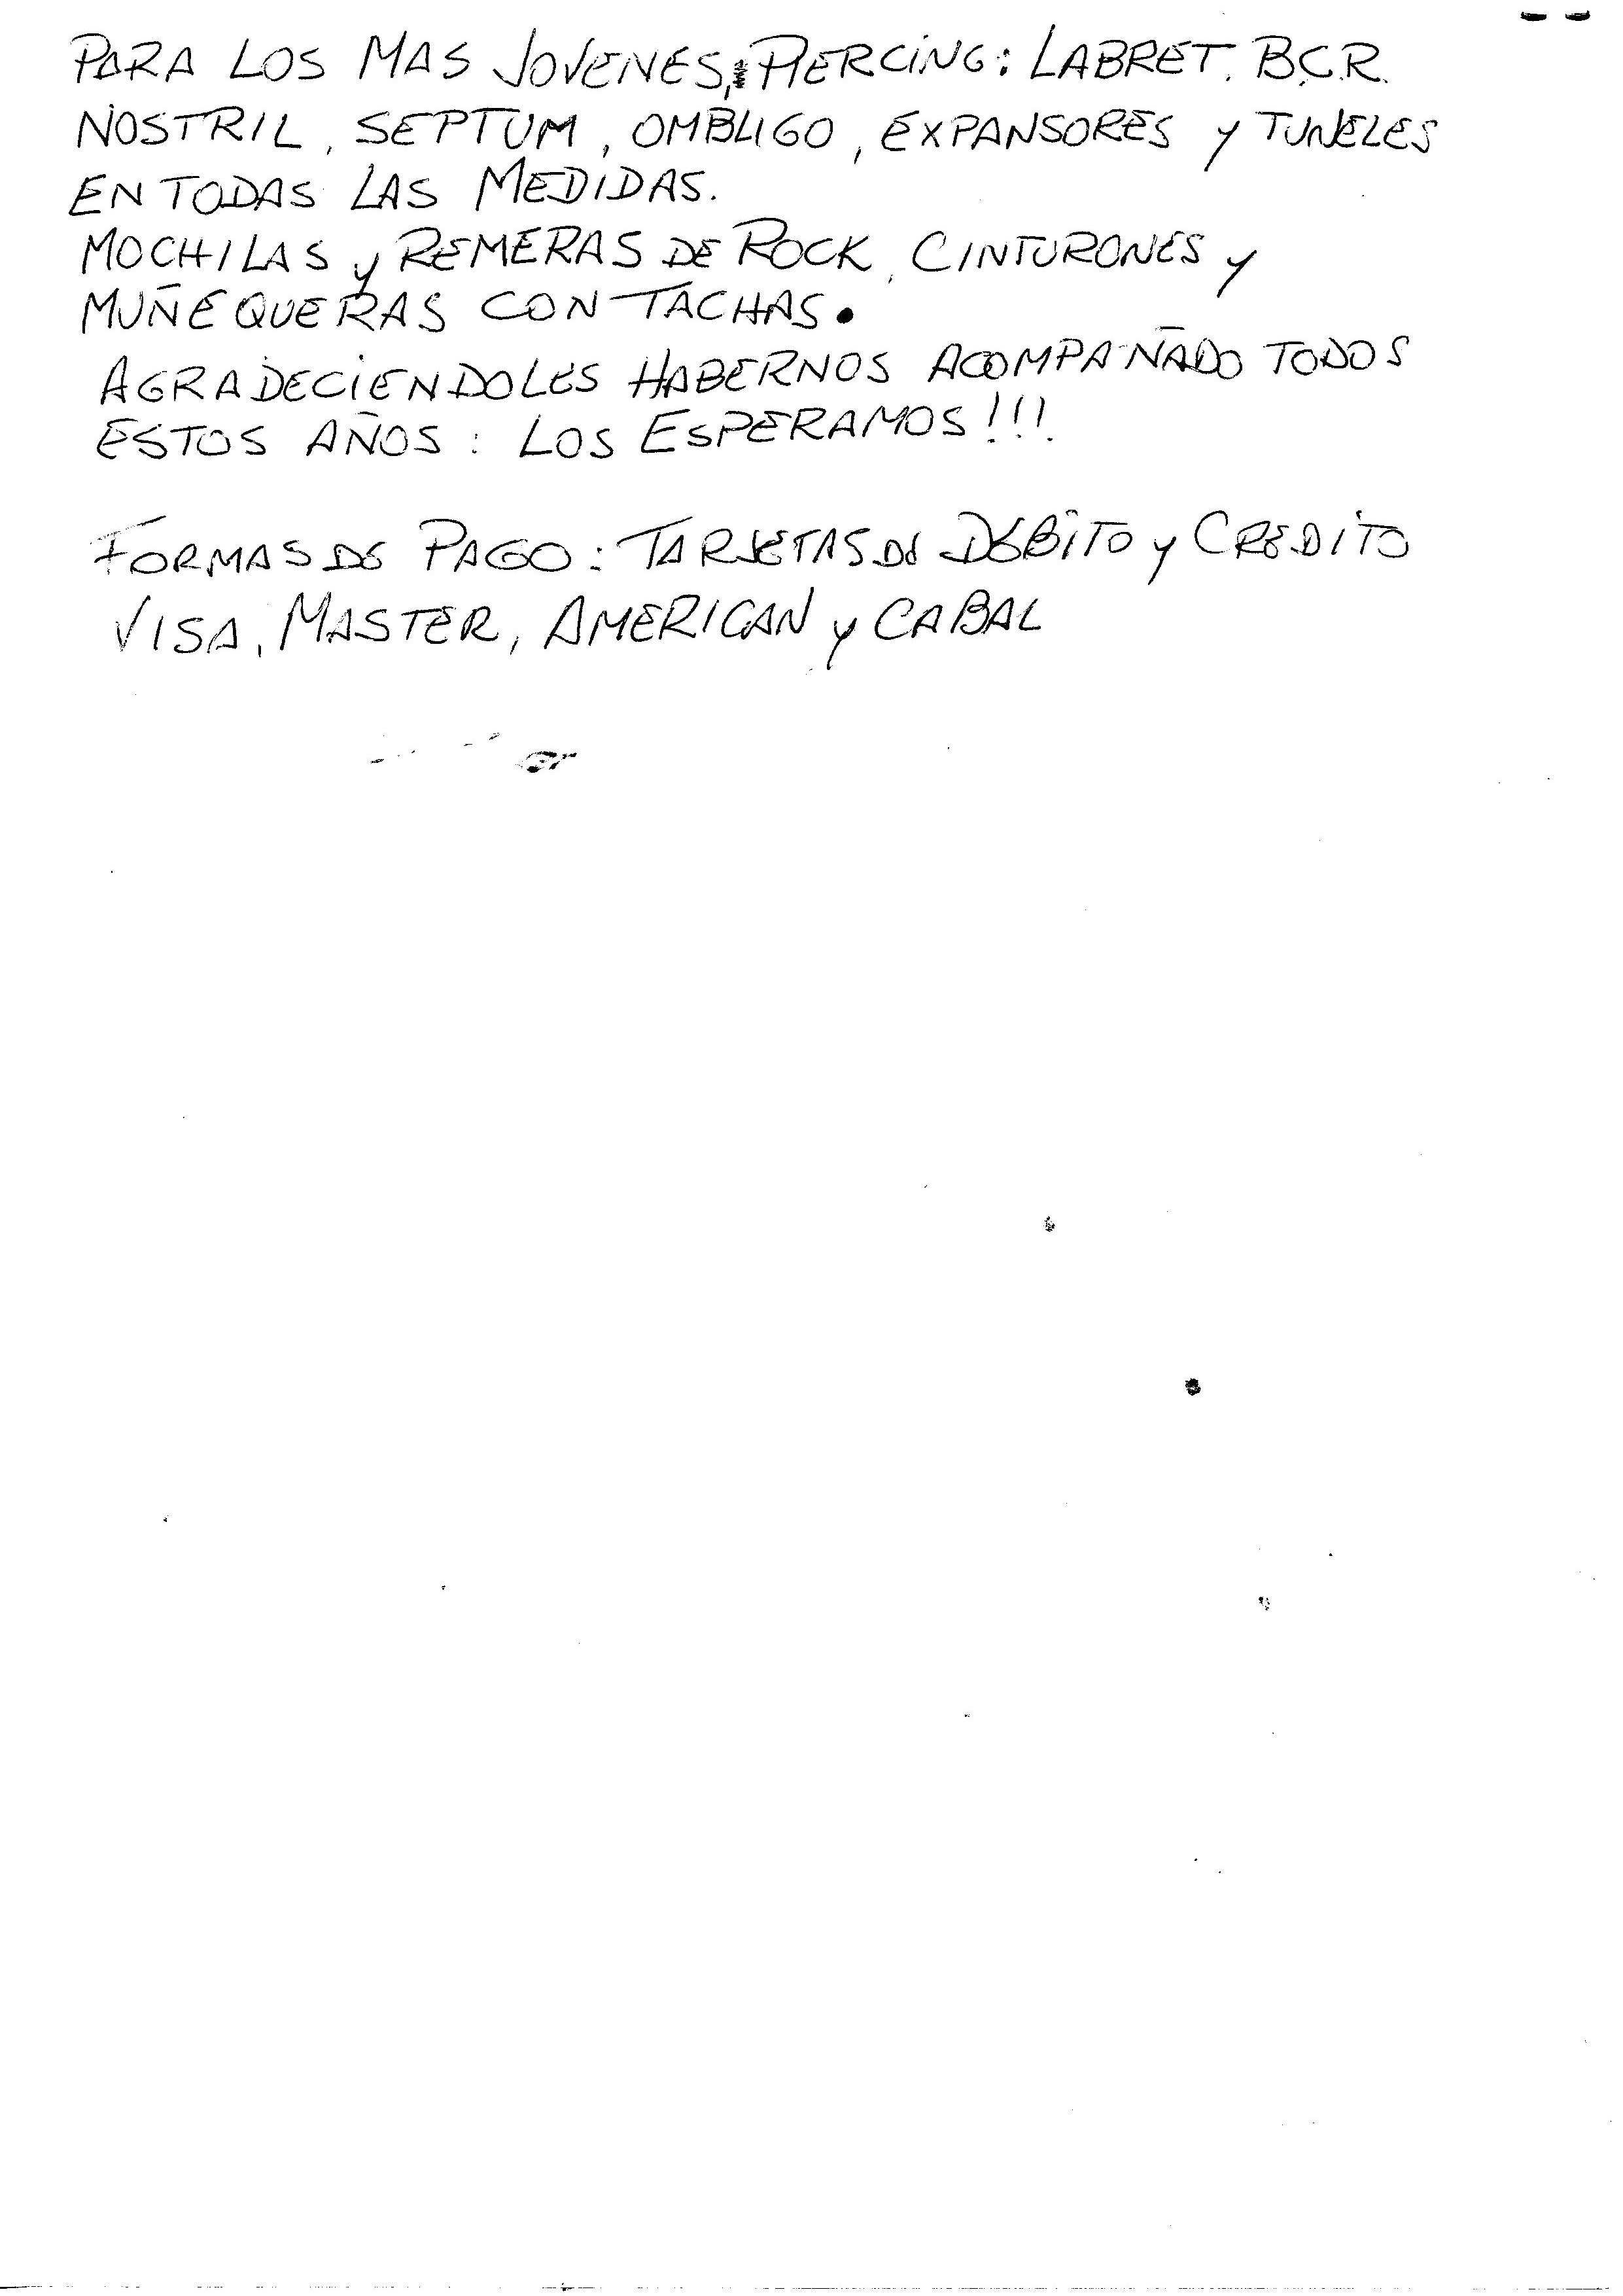 PARA LOS MAS JOVENES, PIERCING: LABRET. B.C.R.
NOSTRIL, SEPTUM, OMBLIGO, EXPANSORES y TUNELES
EN TODAS LAS MEDIDAS.
MOCHILAS y REMERAS DE ROCK, CINTURONES y
MUÑEQUERAS CON TACHAS.
AGRADECIENDOLES HABERNOS ACOMPAÑADO TODOS
ESTOS AÑOS: LOS ESPERAMOS!!!
FORMAS DE PAGO: TARJETAS DE DEBITO y CREDITO
VISA, MASTER, AMERICAN y CABAL